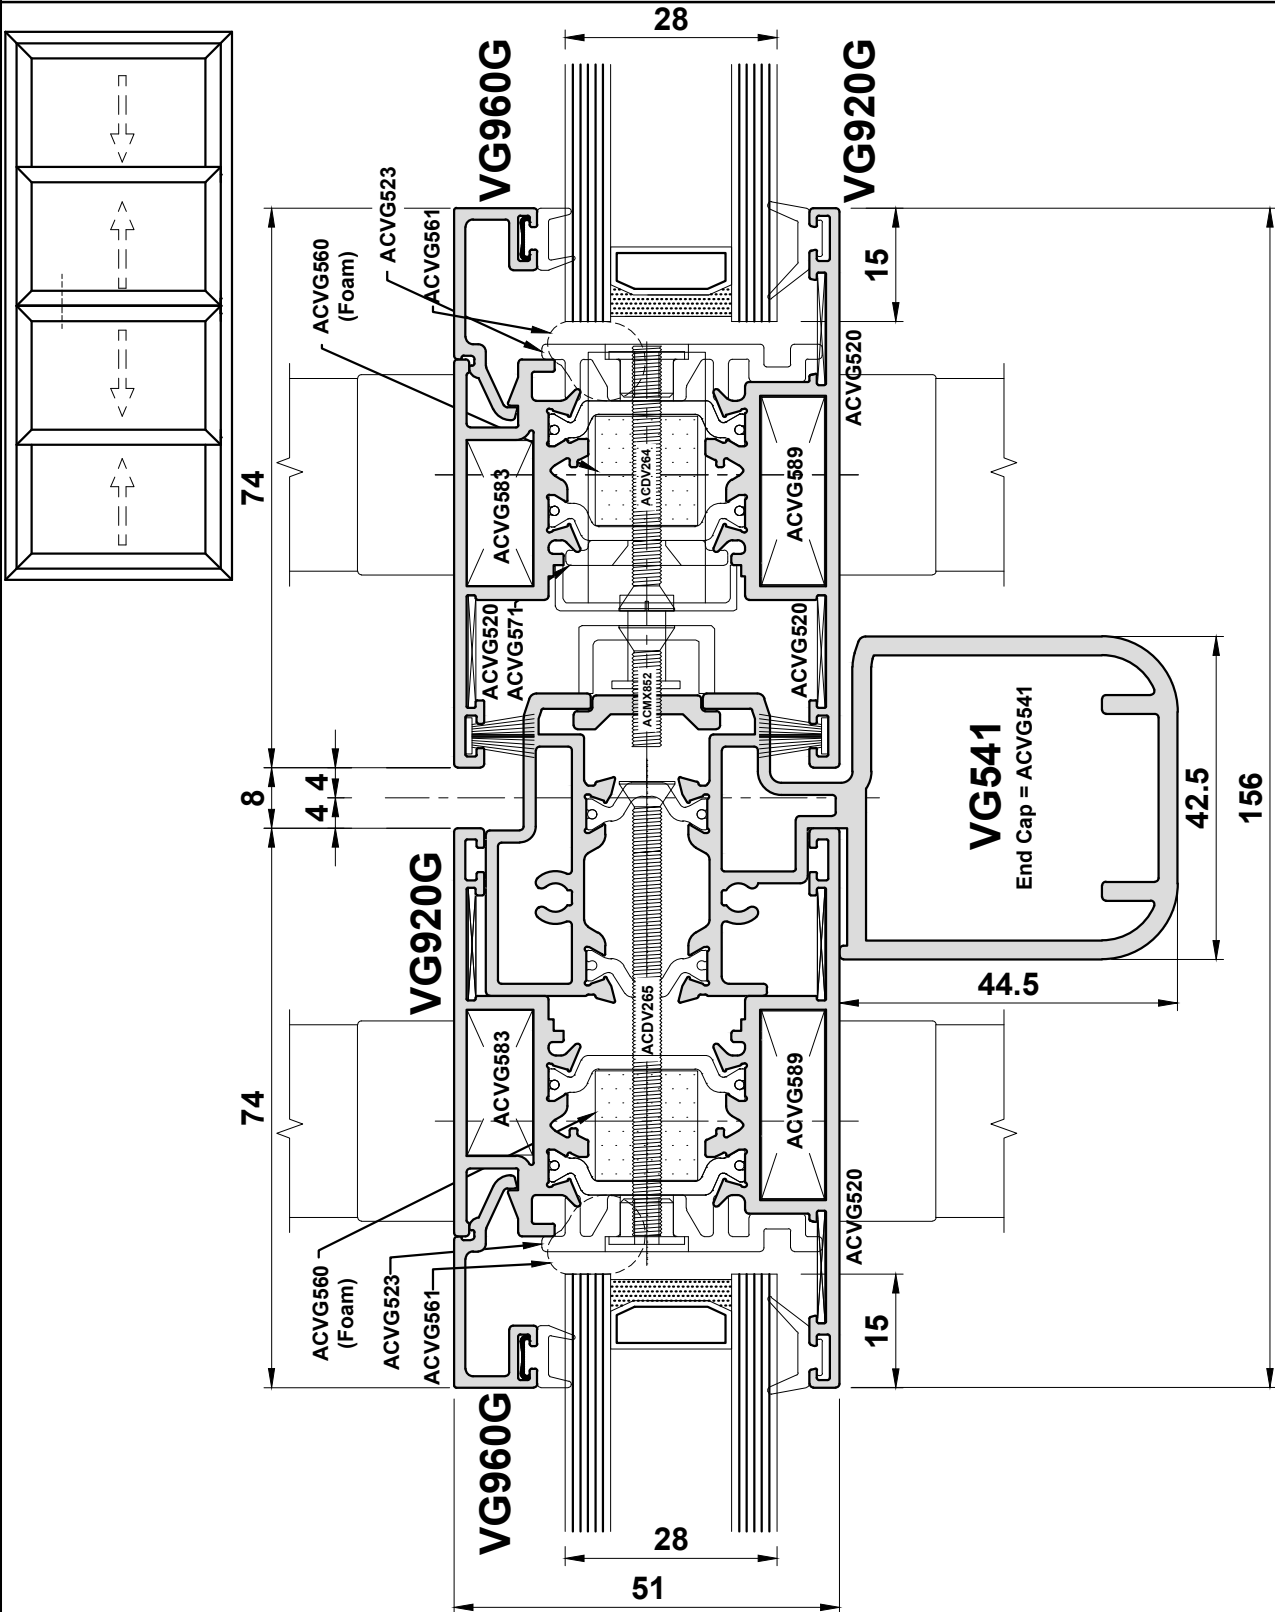 28
VG960G
VG920G
ACVG523
ACVG561
ACVG560
(Foam)
15
ACVG520
74
ACVG583
ACDV264
ACVG589
ACVG520
ACVG571
ACVG520
ACMX852
4
8
4
VG541
End Cap = ACVG541
42.5
156
VG920G
44.5
ACDV265
ACVG583
ACVG589
74
ACVG520
ACVG560
(Foam)
ACVG523
ACVG561
15
VG960G
28
51